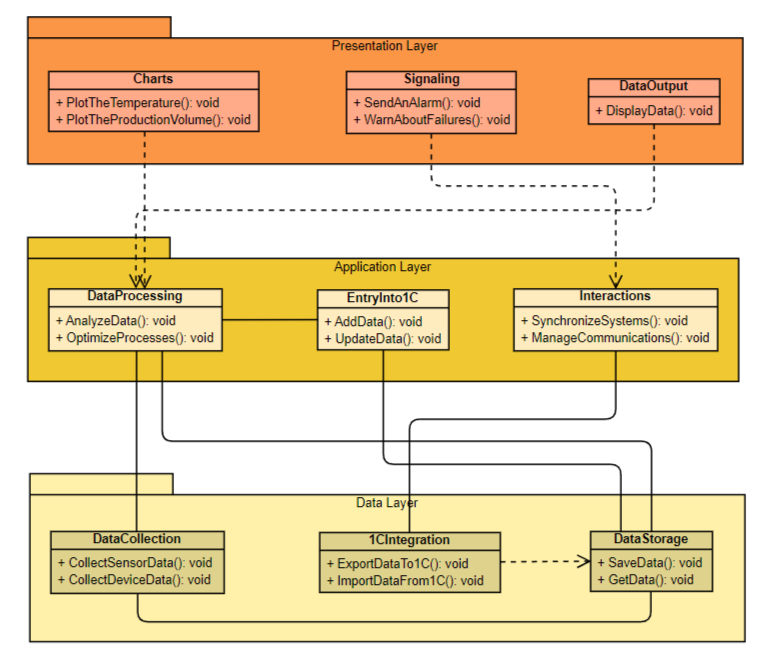 Presentation Layer
Charts
+ PlotTheTemperature(): void
+ PlotTheProductionVolume(): void
Signaling
+ SendAnAlarm(): void
+ WarnAboutFailures(): void
DataOutput
+ DisplayData(): void
Application Layer
DataProcessing
+ AnalyzeData(): void
+ OptimizeProcesses(): void
EntryInto1C
+ AddData(): void
+ UpdateData(): void
Interactions
+ SynchronizeSystems(): void
+ ManageCommunications(): void
Data Layer
DataCollection
+ CollectSensorData(): void
+ CollectDeviceData(): void
1CIntegration
+ ExportDataTo1C(): void
+ ImportDataFrom1C(): void
DataStorage
+ SaveData(): void
+ GetData(): void